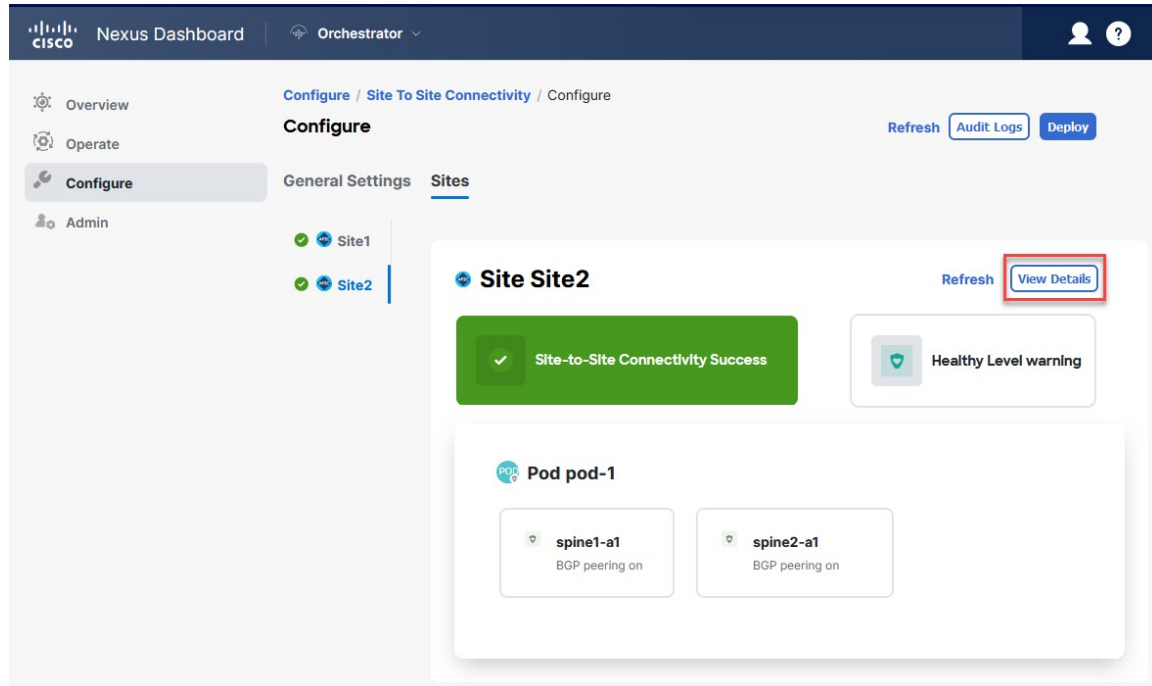 CISCO Nexus Dashboard Orchestrator ?
Overview
Operate
Configure
Admin
Configure / Site To Site Connectivity / Configure
Configure
Refresh Audit Logs Deploy
General Settings Sites
Site1
Site2
Site Site2
Refresh View Details
Site-to-Site Connectivity Success
Healthy Level warning
POD Pod pod-1
spine1-a1
BGP peering on
spine2-a1
BGP peering on